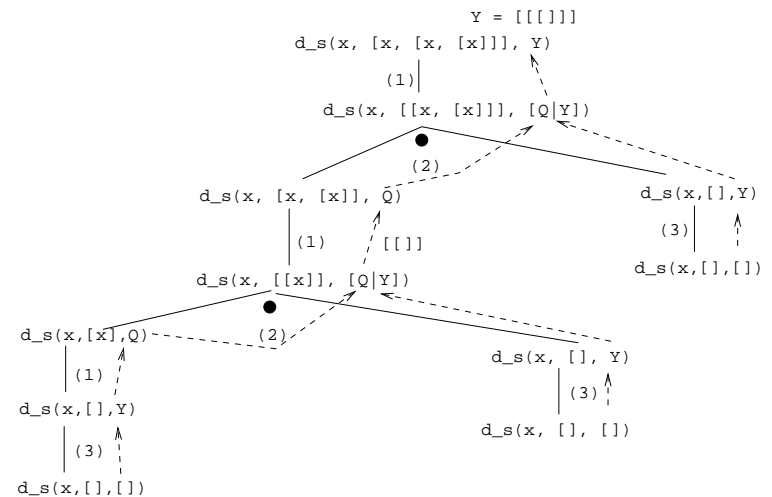 Y = [[[]]]
d_s(x, [x, [x, [x]]], Y)
(1)
d_s(x, [[x, [x]]], [Q|Y])
(2)
d_s(x, [x, [x]], Q)
d_s(x,[],Y)
(1)
[[]]
(3)
d_s(x,[],[])
d_s(x, [[x]], [Q|Y])
(2)
d_s(x,[x],Q)
d_s(x, [], Y)
(1)
(3)
d_s(x,[],Y)
d_s(x, [], [])
(3)
d_s(x,[],[])